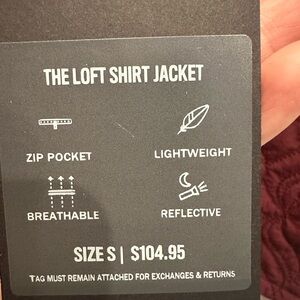 THE LOFT SHIRT JACKET
ZIP POCKET
LIGHTWEIGHT
BREATHABLE
REFLECTIVE
SIZE S | $104.95
TAG MUST REMAIN ATTACHED FOR EXCHANGES & RETURNS